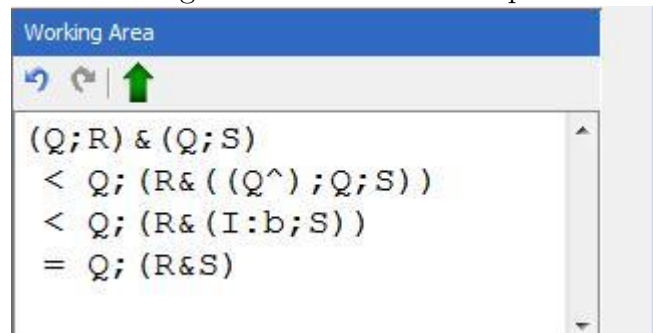 Working Area
(Q;R)&(Q;S)
< Q;(R&((Q^);Q;S))
< Q;(R&(I:b;S))
= Q;(R&S)